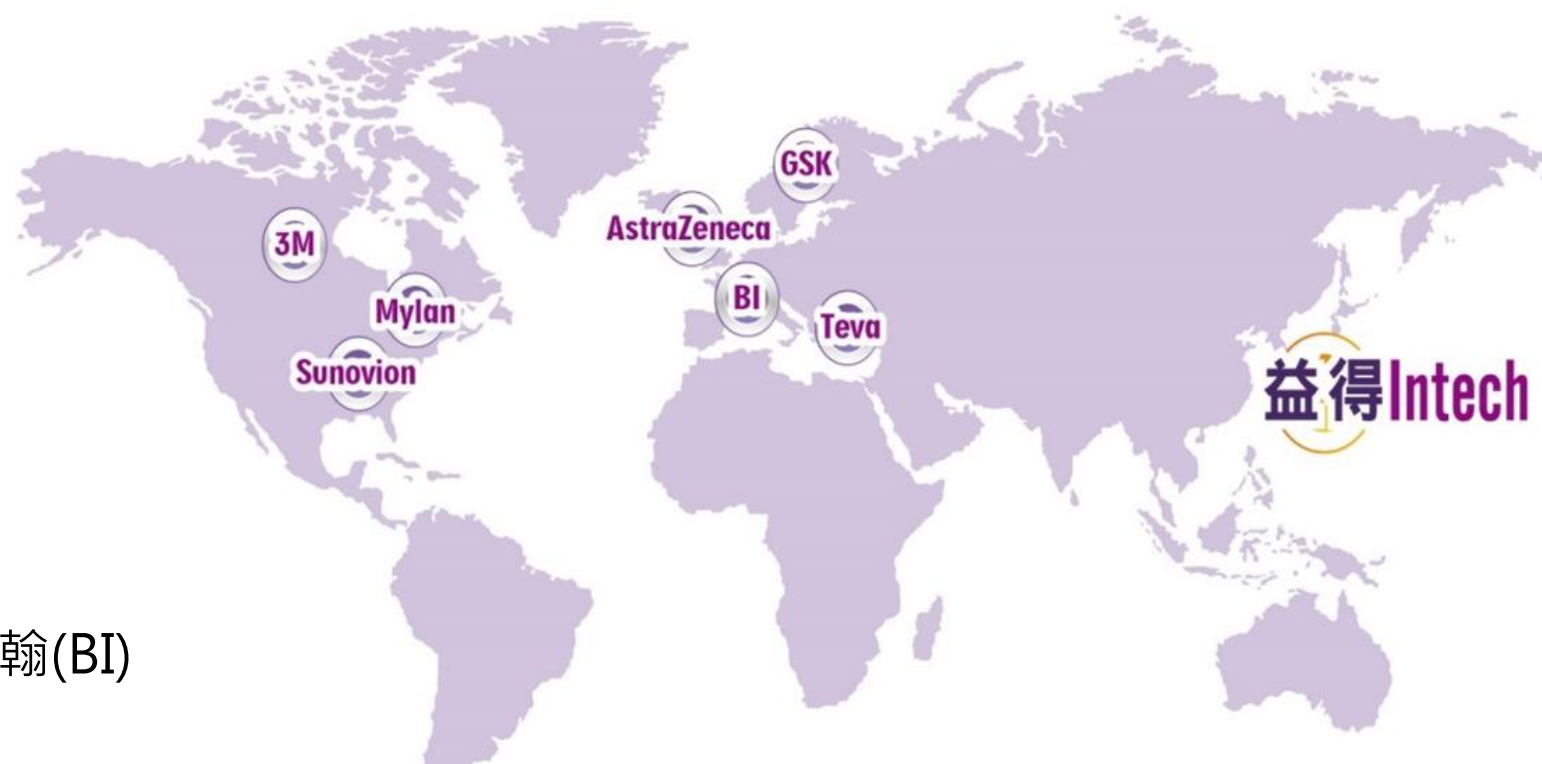 GSK
AstraZeneca
3M
BI
Mylan
Teva
Sunovion
益得Intech
翰(BI)